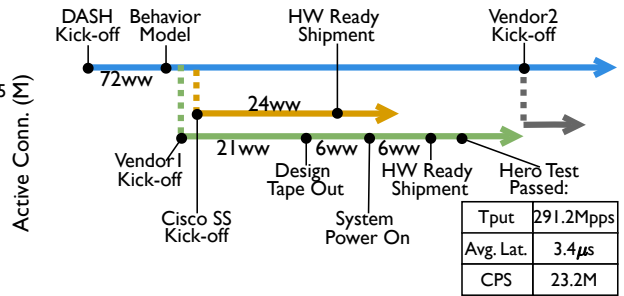 DASH
Kick-off
Behavior
Model
HW Ready
Shipment
Vendor2
Kick-off
72ww
5
Active Conn. (M)
24ww
21ww
6ww
6ww
Vendor1
Kick-off
Design
Tape Out
HW Ready
Shipment
Hero Test
Passed:
Cisco SS
Kick-off
System
Power On
Tput 291.2Mpps
Avg. Lat. 3.4μs
CPS 23.2M